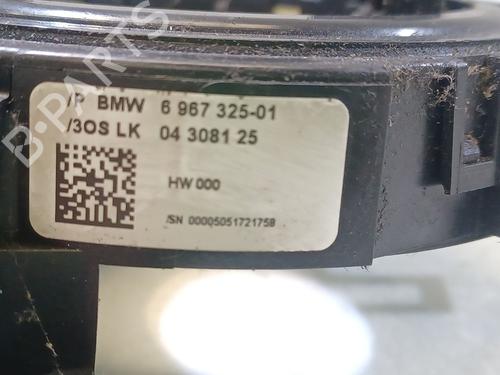 /P BMW 6 967 325-01
/3OS LK 04 3081 25
HW 000
/SN 00005051721758
B-PARTS